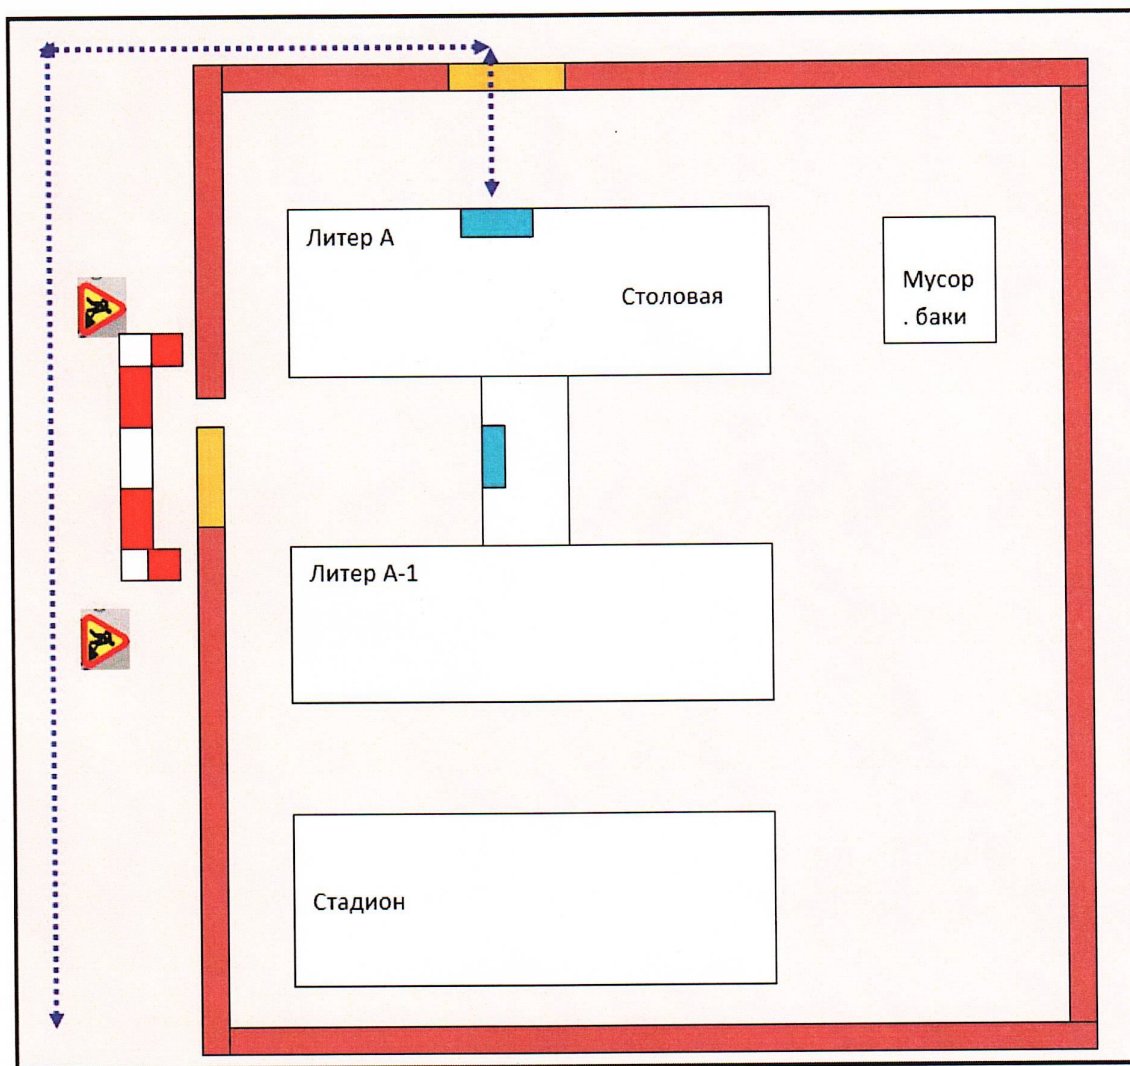 Литер А
Столовая
Мусор
. баки
Литер А-1
Стадион